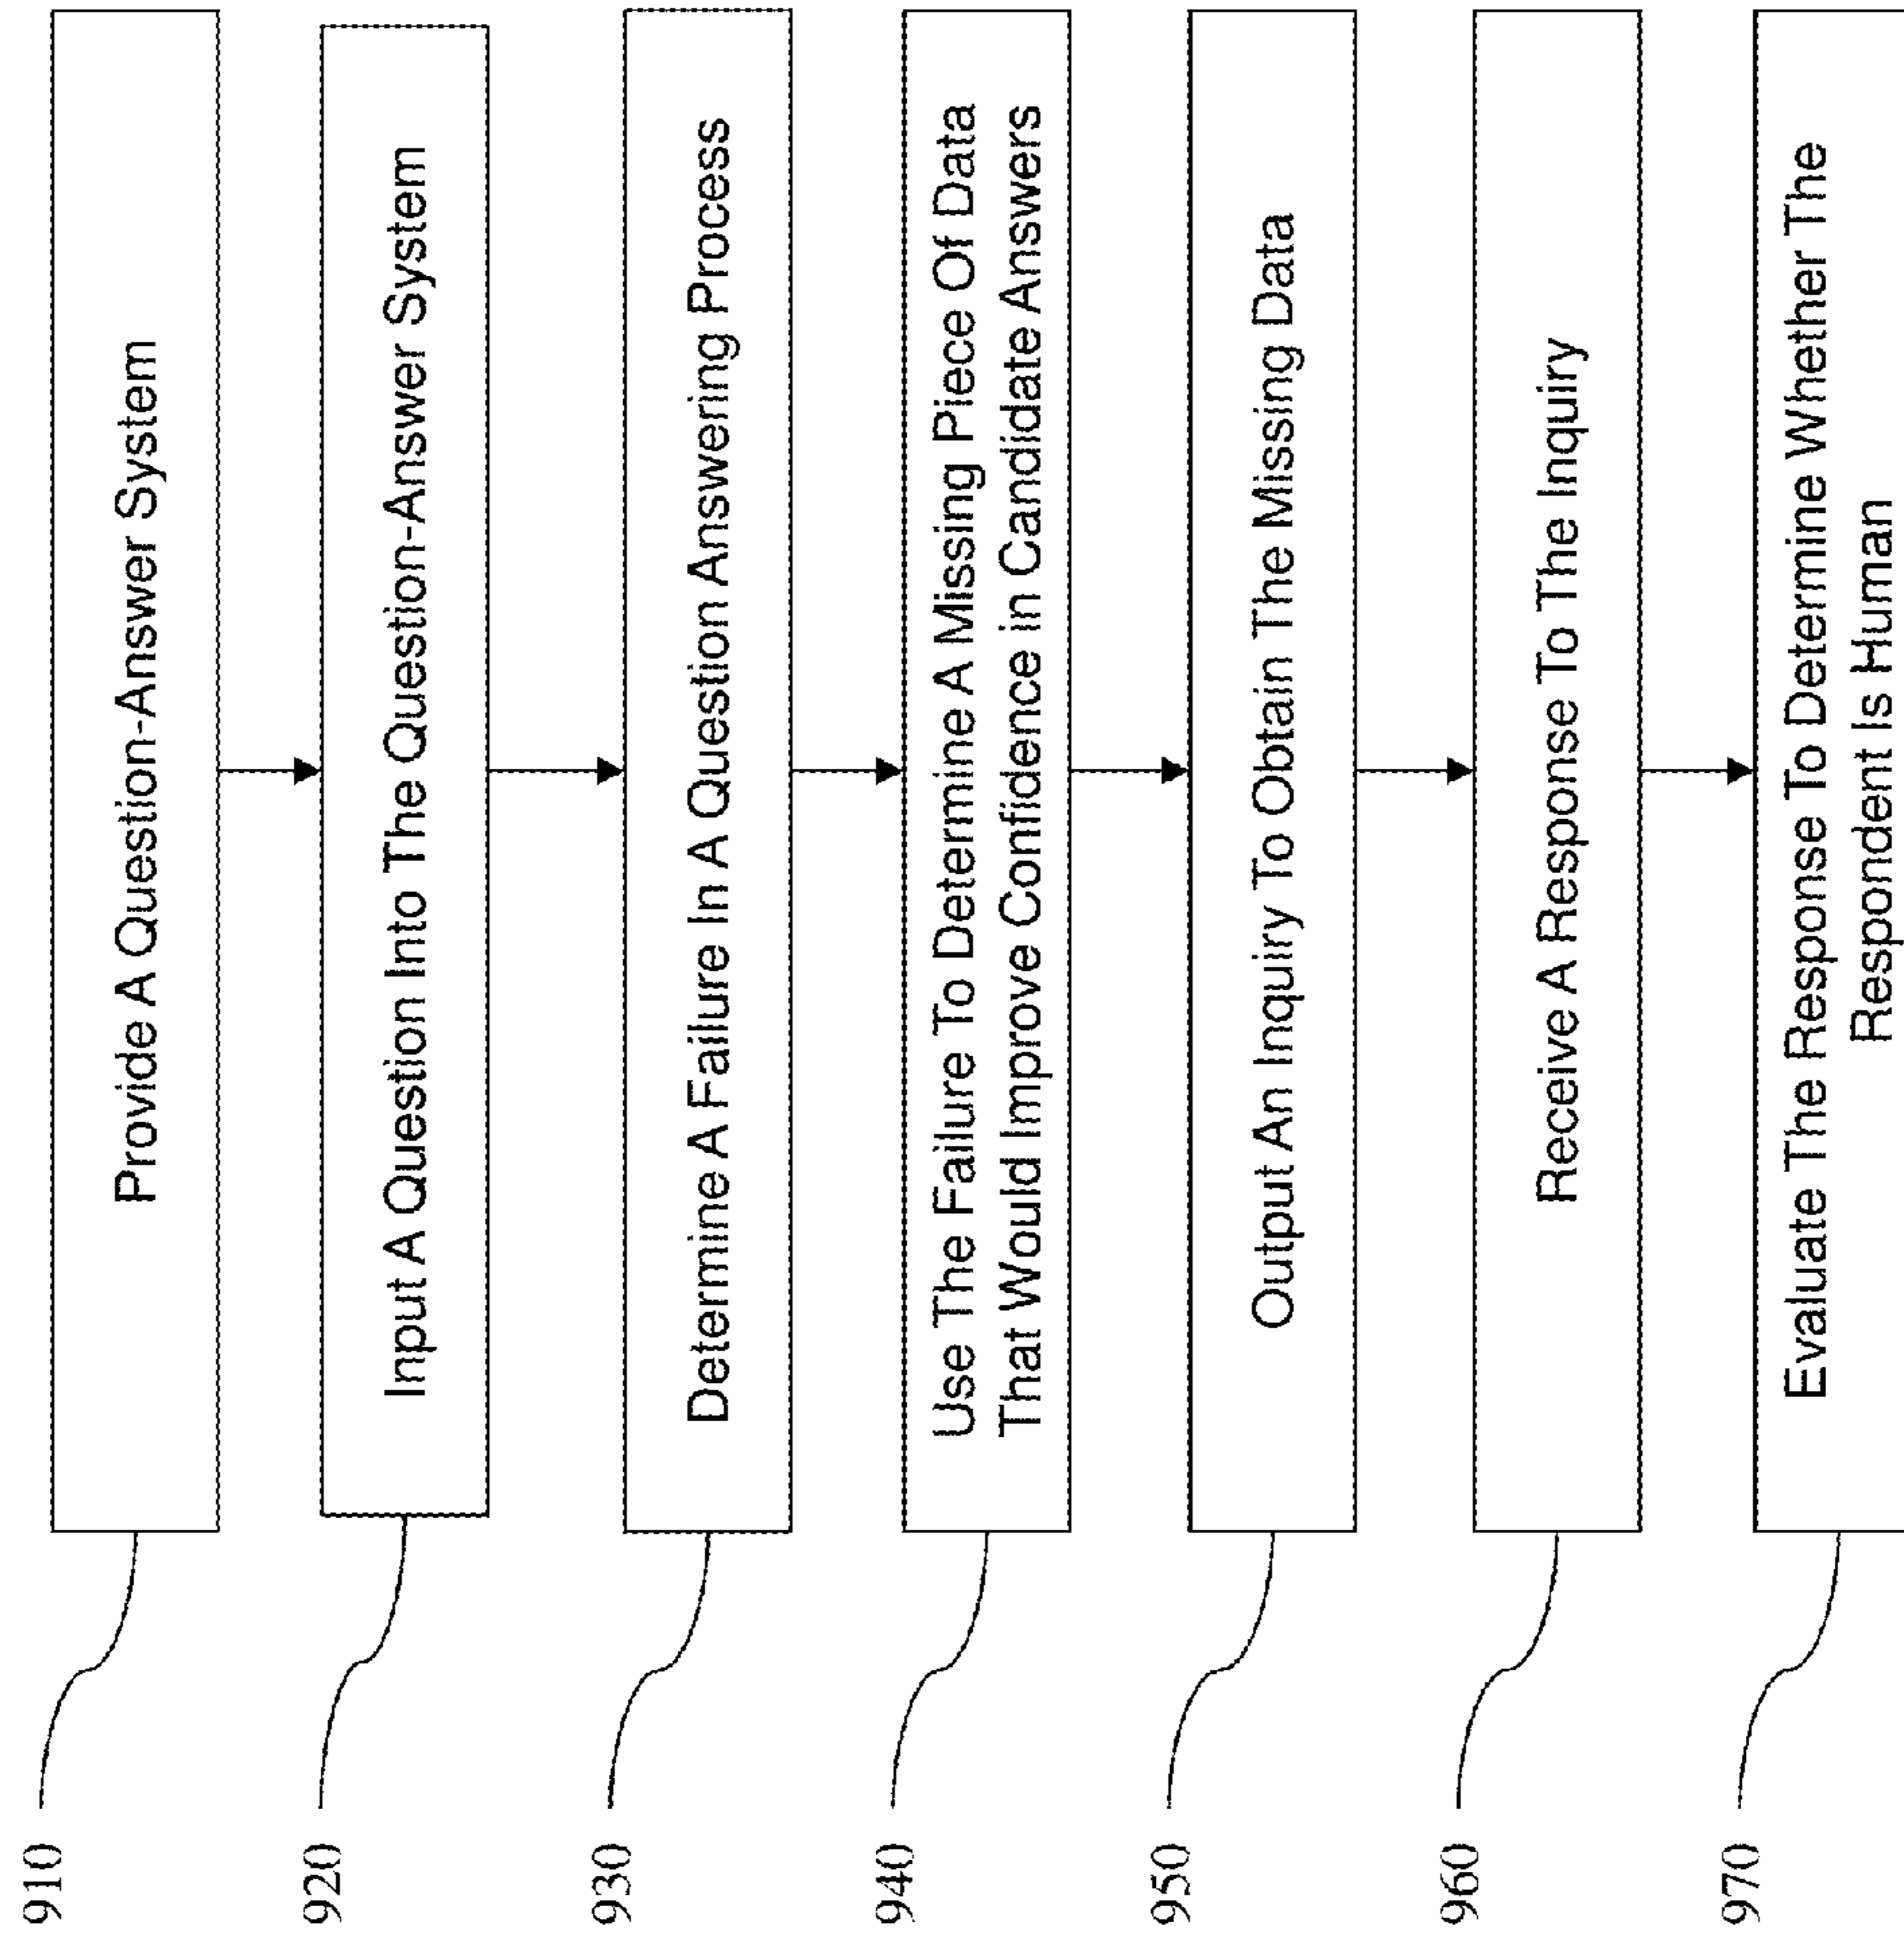 910
Provide A Question-Answer System
920
Input A Question Into The Question-Answer System
930
Determine A Failure In A Question Answering Process
940
Use The Failure To Determine A Missing Piece Of Data
That Would Improve Confidence in Candidate Answers
950
Output An Inquiry To Obtain The Missing Data
960
Receive A Response To The Inquiry
970
Evaluate The Response To Determine Whether The
Respondent Is Human